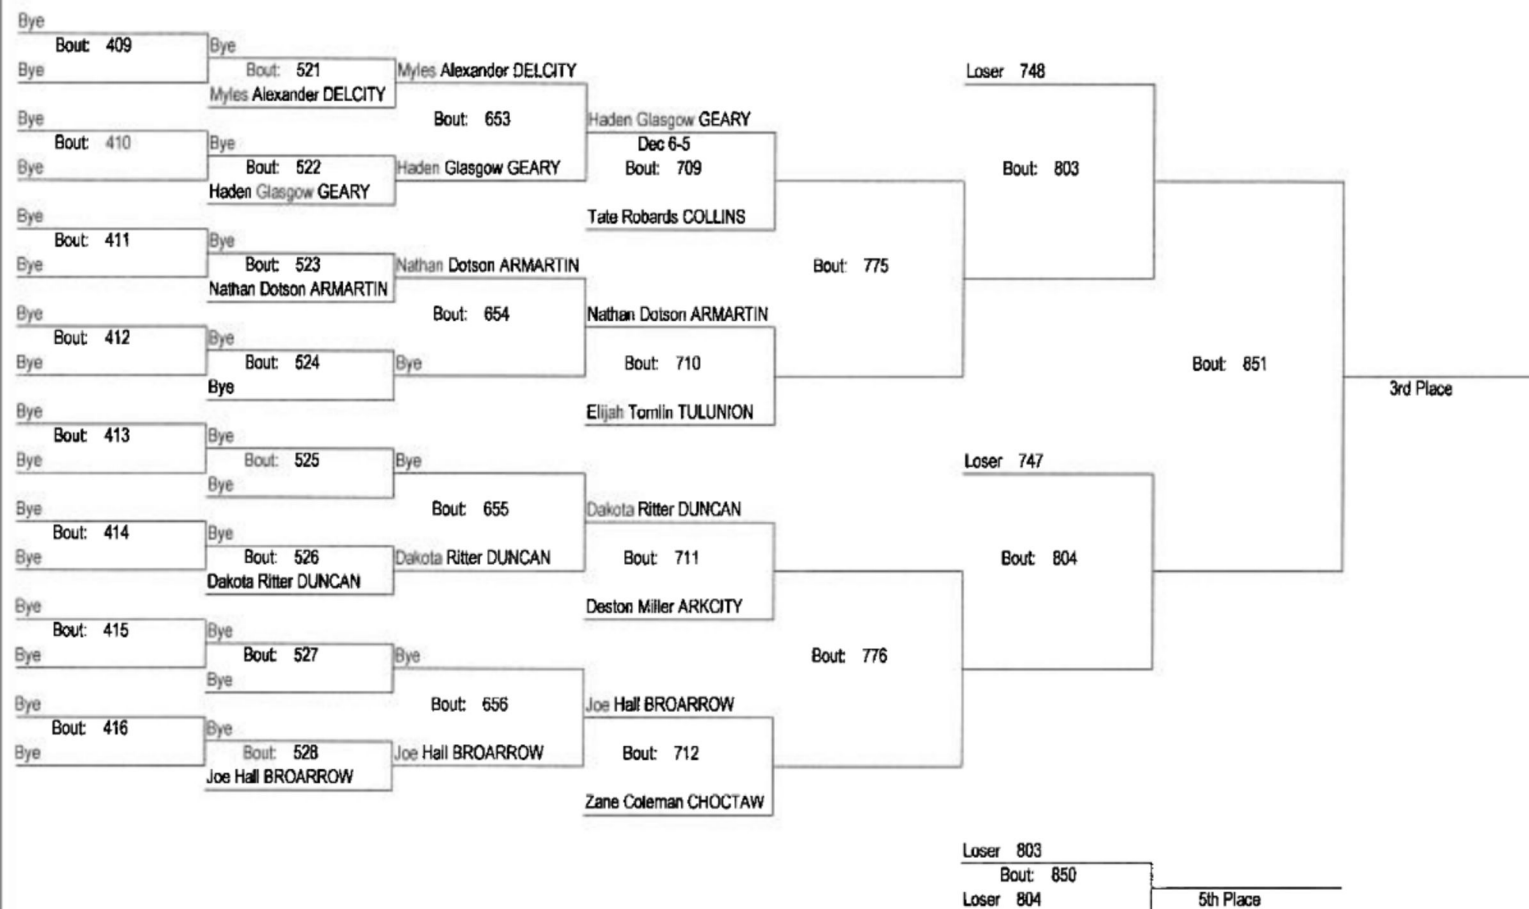 Bye
Bout: 409
Bye
Bye
Bout: 521
Myles Alexander DELCITY
Bye
Bout: 410
Bye
Bye
Bout: 522
Haden Glasgow GEARY
Myles Alexander DELCITY
Bout: 653
Haden Glasgow GEARY
Haden Glasgow GEARY
Dec 6-5
Bout: 709
Tate Robards COLLINS
Bye
Bout: 411
Bye
Bye
Bout: 523
Nathan Dotson ARMARTIN
Bye
Bout: 412
Bye
Bye
Bout: 524
Bye
Nathan Dotson ARMARTIN
Bout: 654
Bye
Nathan Dotson ARMARTIN
Bout: 710
Elijah Tomlin TULUNION
Bout: 775
Loser 748
Bout: 803
Bye
Bout: 413
Bye
Bye
Bout: 525
Bye
Bye
Bout: 414
Bye
Bye
Bout: 526
Dakota Ritter DUNCAN
Bye
Bout: 655
Dakota Ritter DUNCAN
Dakota Ritter DUNCAN
Bout: 711
Deston Miller ARKCITY
Bye
Bout: 415
Bye
Bye
Bout: 527
Bye
Bye
Bout: 416
Bye
Bye
Bout: 528
Joe Hall BROARROW
Bye
Bout: 656
Joe Hall BROARROW
Joe Hall BROARROW
Bout: 712
Zane Coleman CHOCTAW
Bout: 776
Loser 747
Bout: 804
Bout: 851
3rd Place
Loser 803
Bout: 850
Loser 804
5th Place